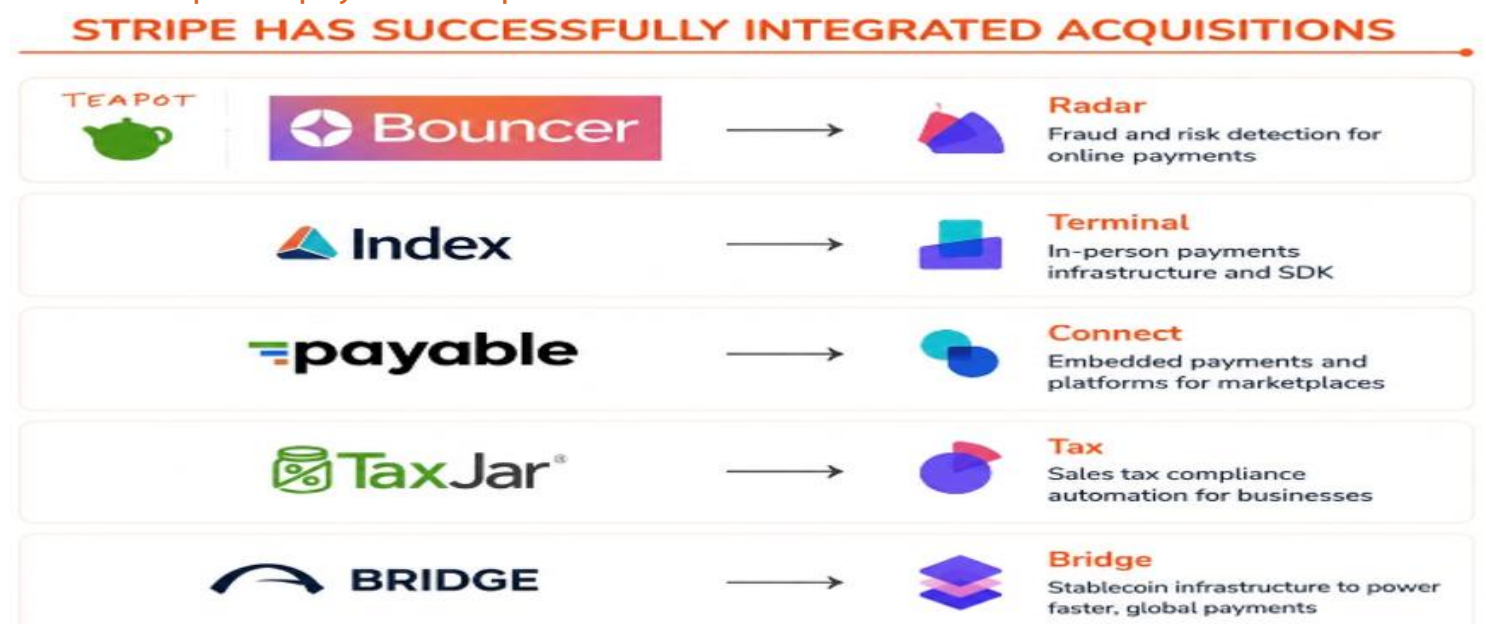 STRIPE HAS SUCCESSFULLY INTEGRATED ACQUISITIONS
TEAPOT
Bouncer
Radar
Fraud and risk detection for
online payments
Index
Terminal
In-person payments
infrastructure and SDK
payable
Connect
Embedded payments and
platforms for marketplaces
TaxJar®
Tax
Sales tax compliance
automation for businesses
BRIDGE
Bridge
Stablecoin infrastructure to power
faster, global payments